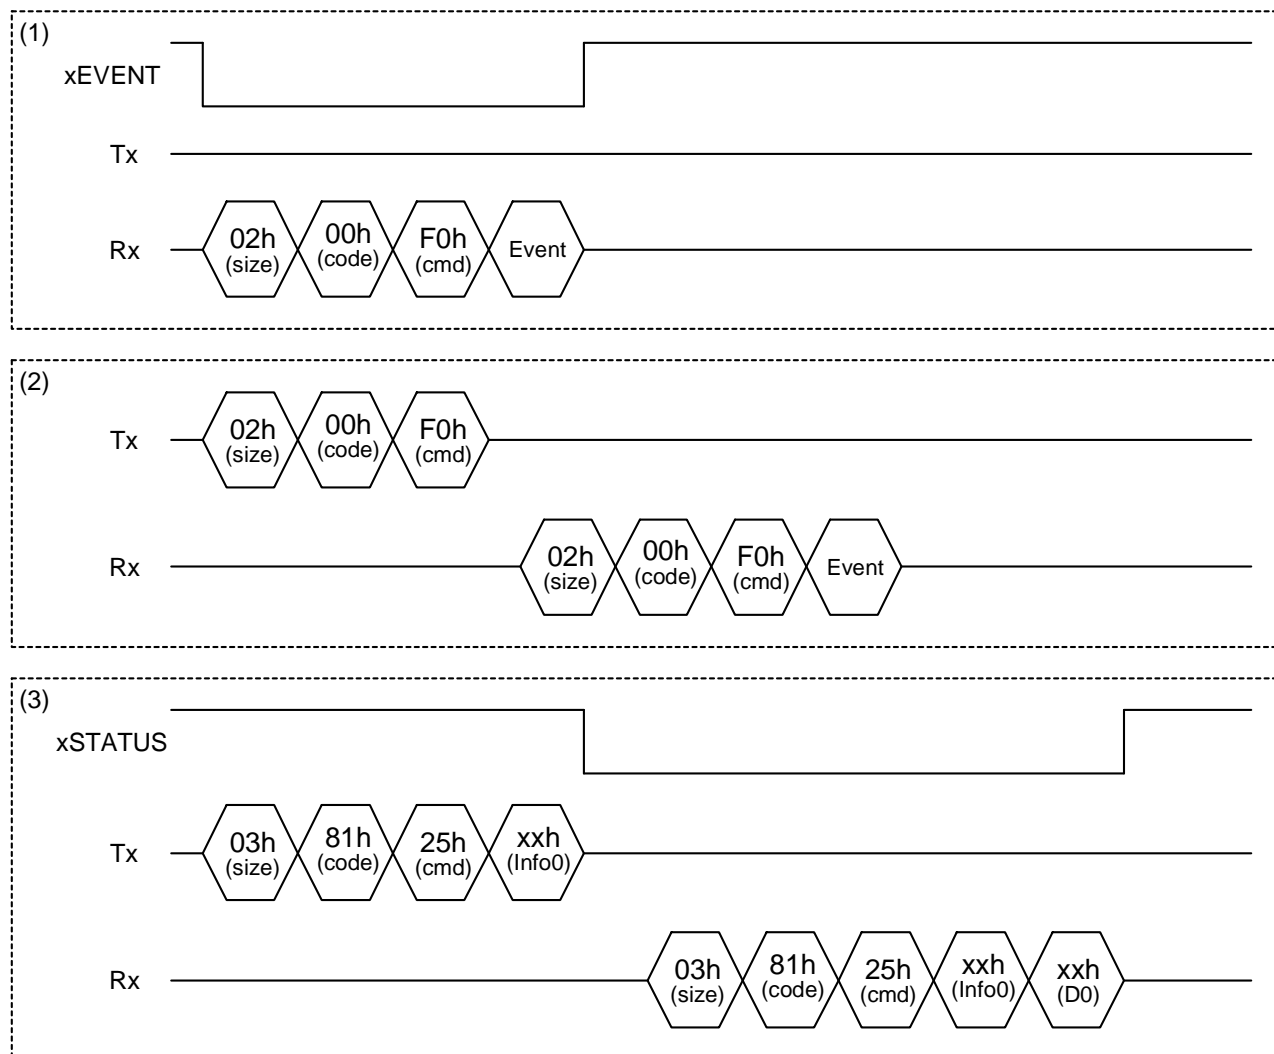 (1)
xEVENT
Tx
Rx
02h
(size)
00h
(code)
F0h
(cmd)
Event
(2)
Tx
02h
(size)
00h
(code)
F0h
(cmd)
Rx
02h
(size)
00h
(code)
F0h
(cmd)
Event
(3)
xSTATUS
Tx
03h
(size)
81h
(code)
25h
(cmd)
xxh
(Info0)
Rx
03h
(size)
81h
(code)
25h
(cmd)
xxh
(Info0)
xxh
(D0)